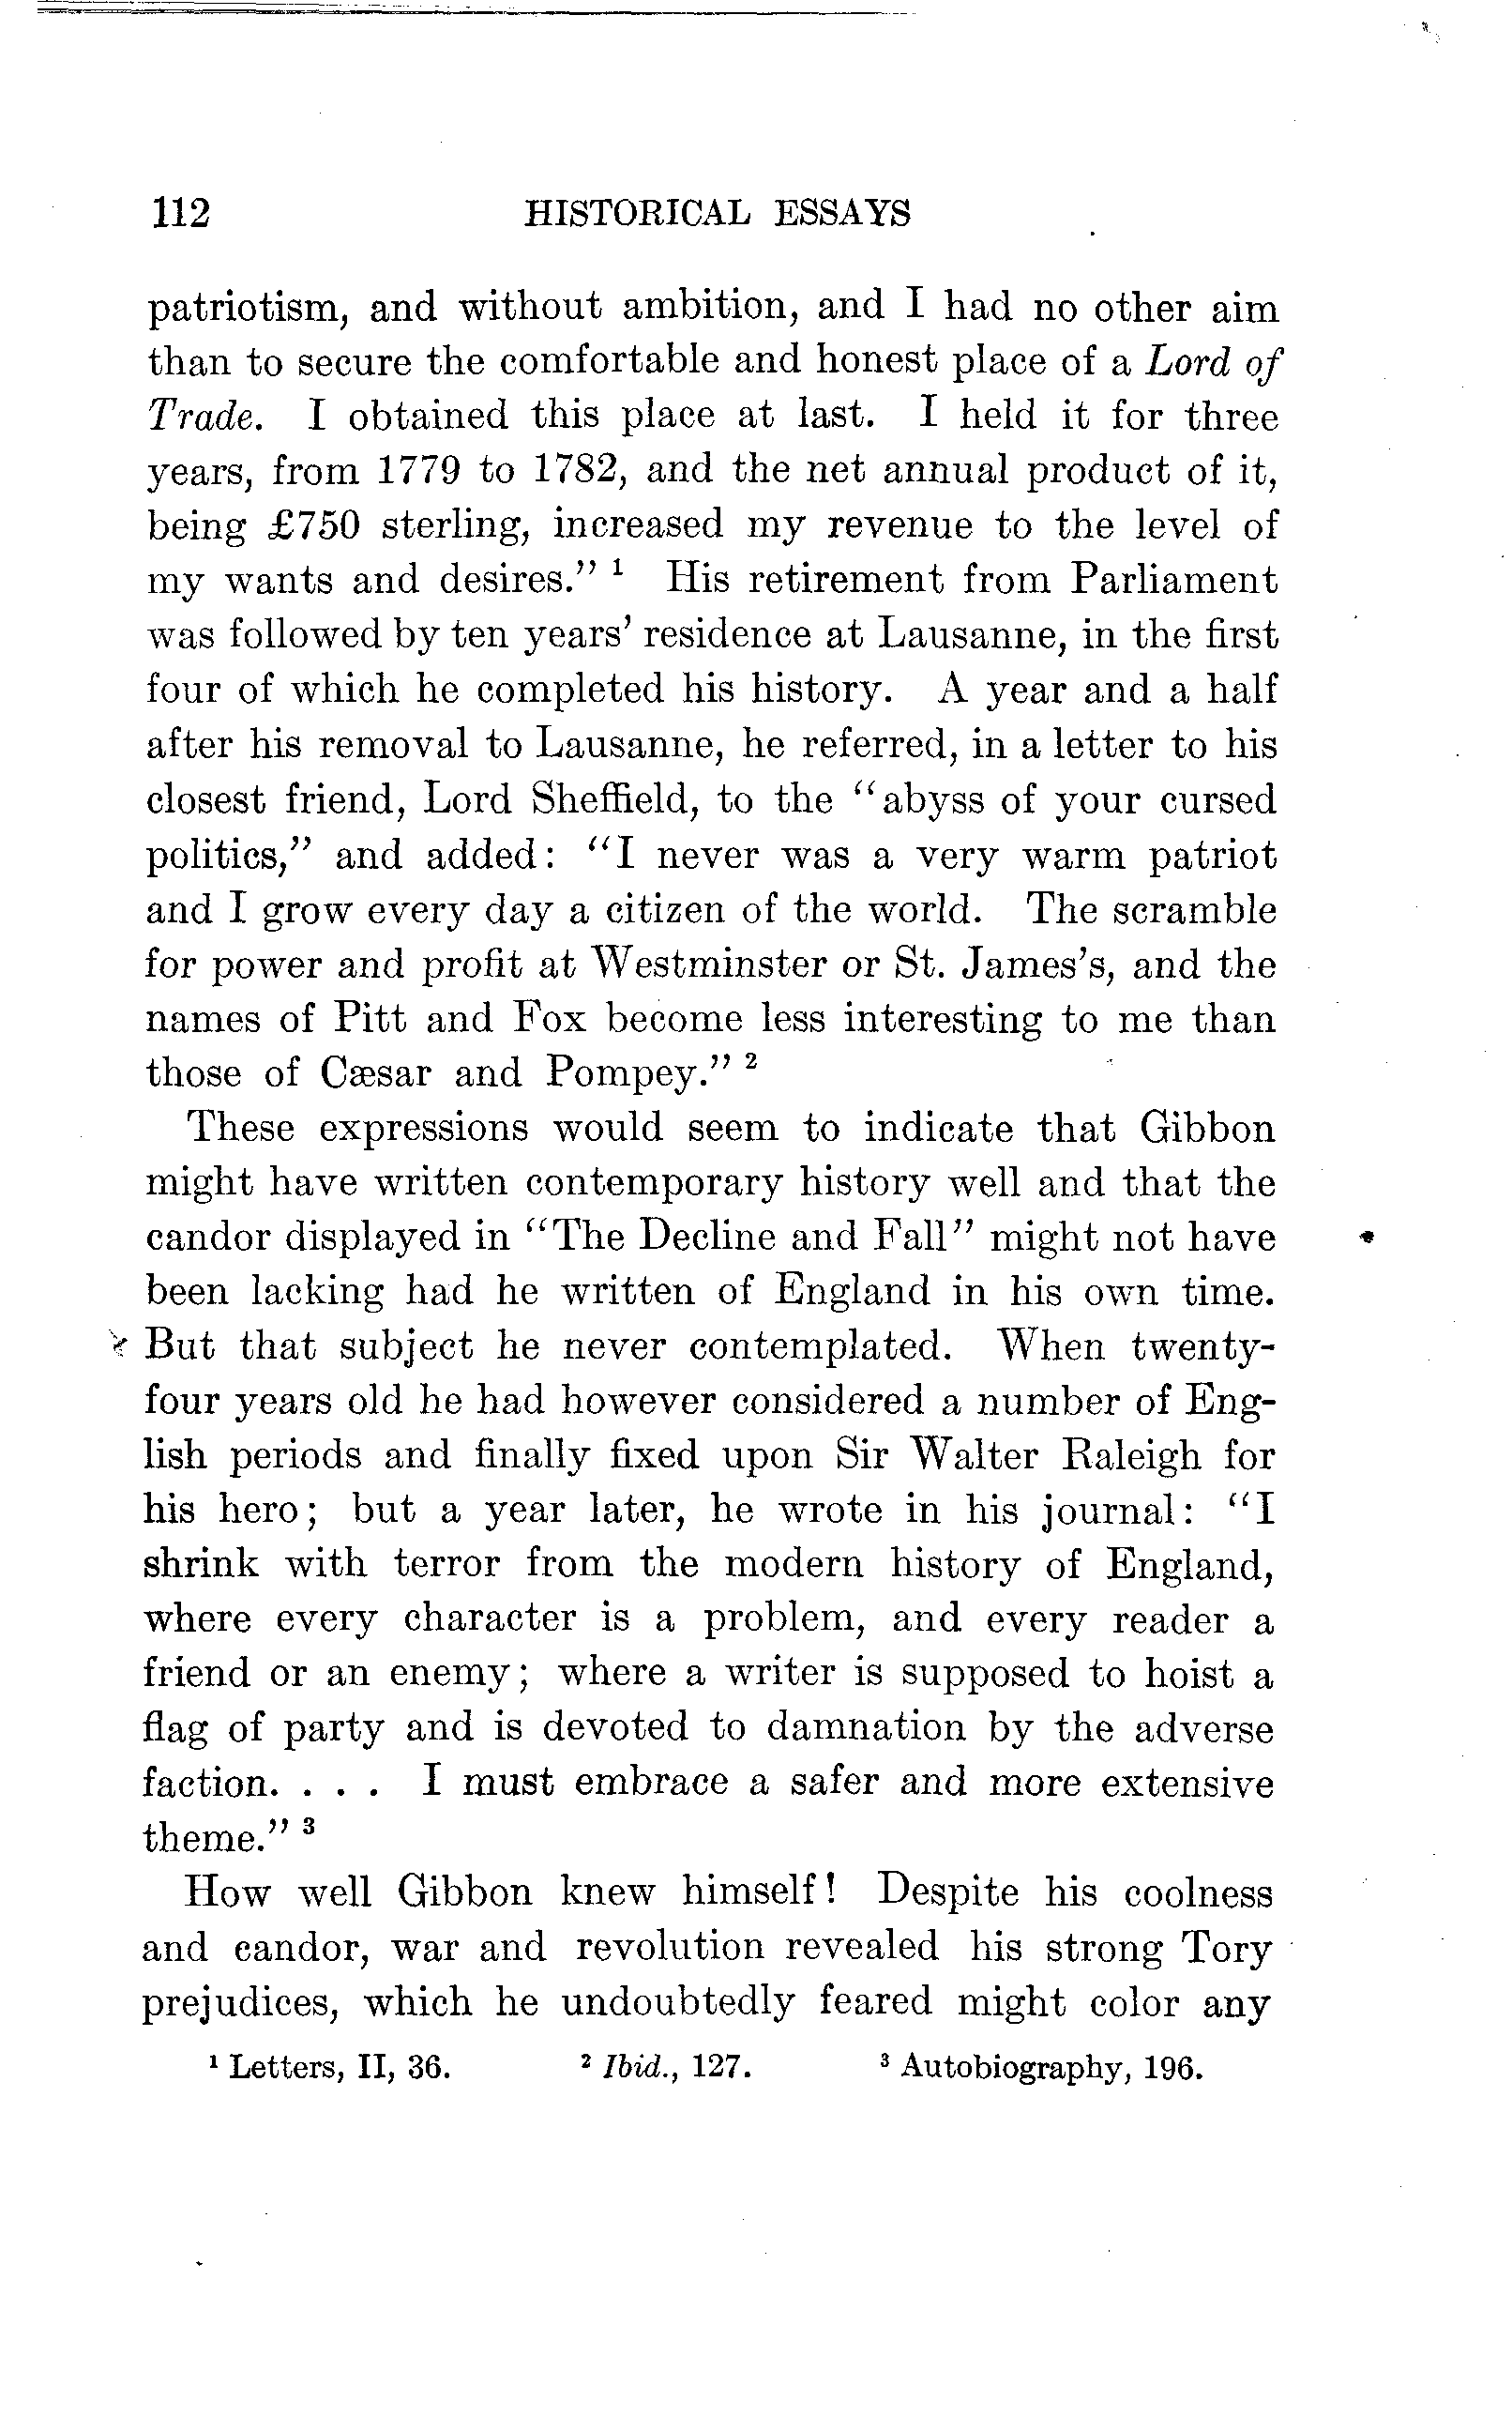 112 HISTORICAL ESSAYS
patriotism, and without ambition, and I had no other aim
than to secure the comfortable and honest place of a Lord of
Trade. I obtained this place at last. I held it for three
years, from 1779 to 1782, and the net annual product of it,
being £750 sterling, increased my revenue to the level of
my wants and desires." ¹ His retirement from Parliament
was followed by ten years' residence at Lausanne, in the first
four of which he completed his history. A year and a half
after his removal to Lausanne, he referred, in a letter to his
closest friend, Lord Sheffield, to the "abyss of your cursed
politics," and added: "I never was a very warm patriot
and I grow every day a citizen of the world. The scramble
for power and profit at Westminster or St. James's, and the
names of Pitt and Fox become less interesting to me than
those of Cæsar and Pompey." ²
These expressions would seem to indicate that Gibbon
might have written contemporary history well and that the
candor displayed in "The Decline and Fall" might not have
been lacking had he written of England in his own time.
But that subject he never contemplated. When twenty-
four years old he had however considered a number of Eng-
lish periods and finally fixed upon Sir Walter Raleigh for
his hero; but a year later, he wrote in his journal: "I
shrink with terror from the modern history of England,
where every character is a problem, and every reader a
friend or an enemy; where a writer is supposed to hoist a
flag of party and is devoted to damnation by the adverse
faction. . . . I must embrace a safer and more extensive
theme." ³
How well Gibbon knew himself! Despite his coolness
and candor, war and revolution revealed his strong Tory
prejudices, which he undoubtedly feared might color any
¹ Letters, II, 36. ² Ibid., 127. ³ Autobiography, 196.